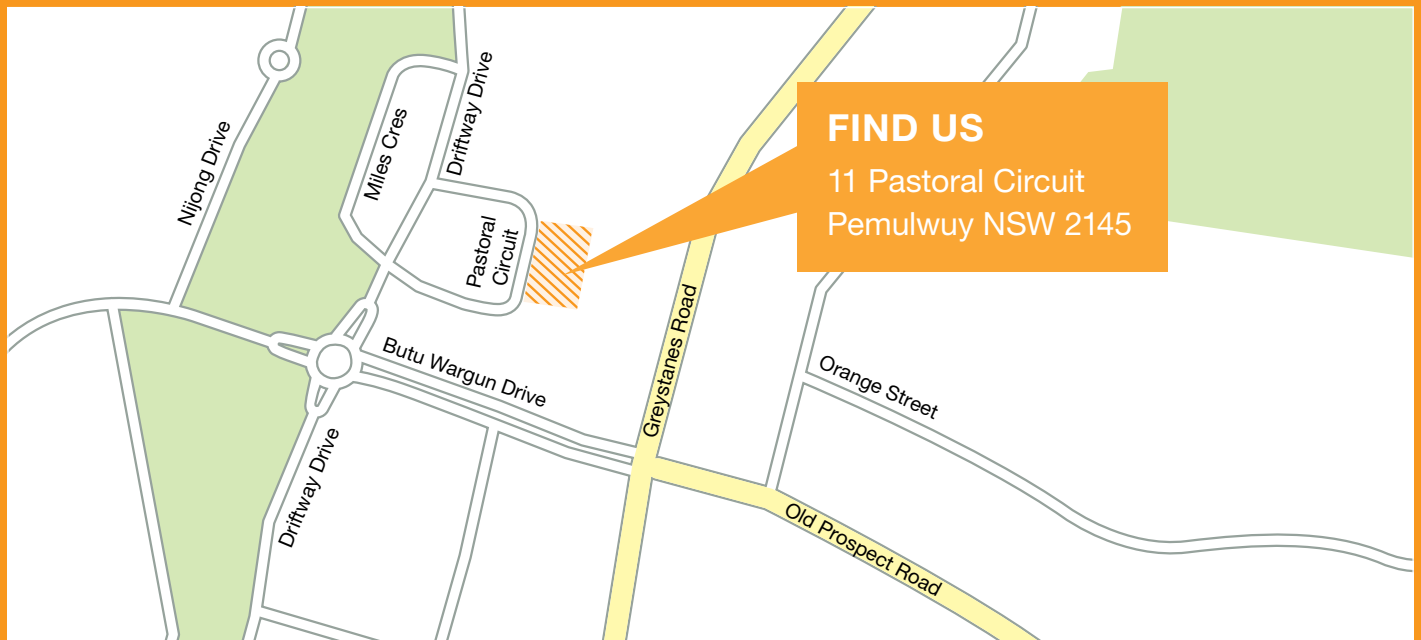 FIND US
11 Pastoral Circuit
Pemulwuy NSW 2145
Nijong Drive
Miles Cres
Driftway Drive
Pastoral
Circuit
Butu Wargun Drive
Greystanes Road
Orange Street
Driftway Drive
Old Prospect Road